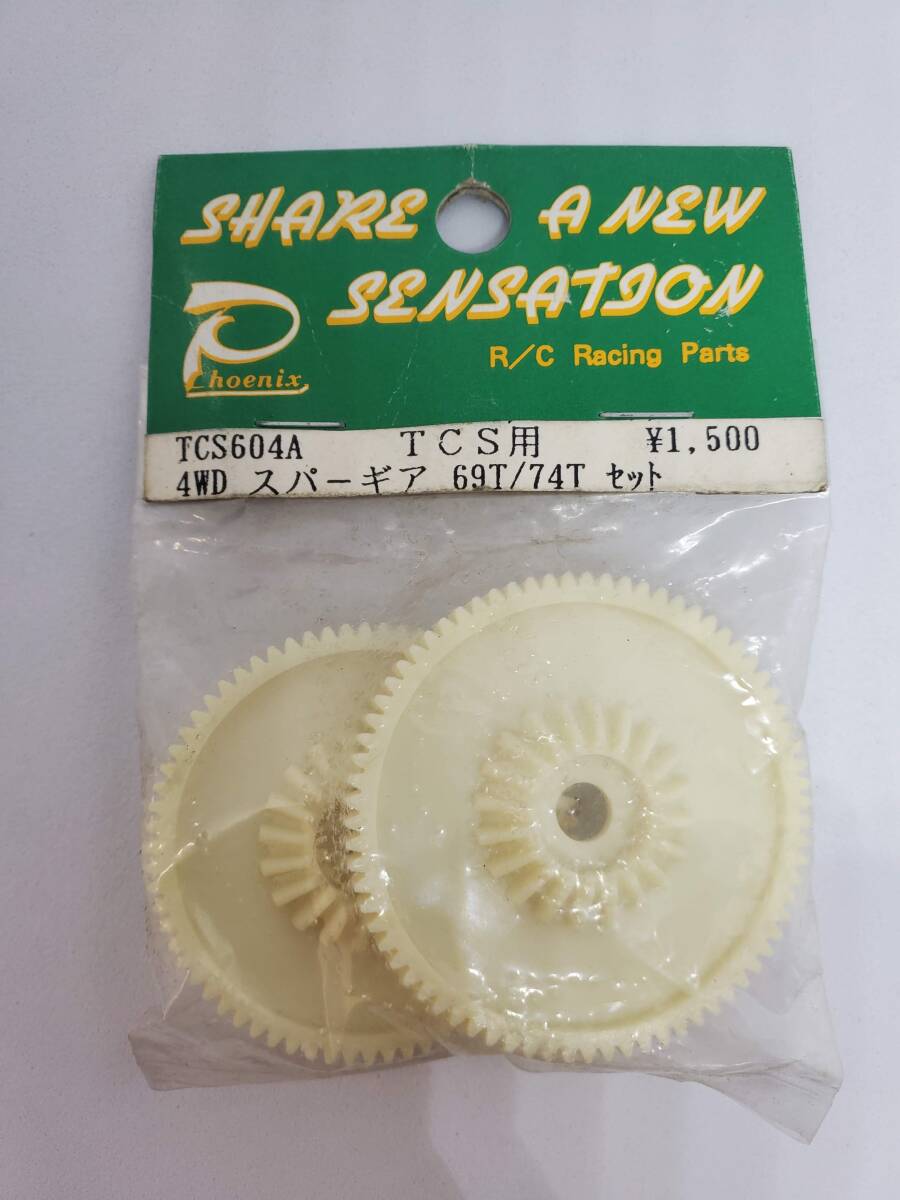 SHARE A NEW
SENSATION
Phoenix
R/C Racing Parts
TCS604A TCS用 ¥1,500
4WD スパーギア 69T/74T セット